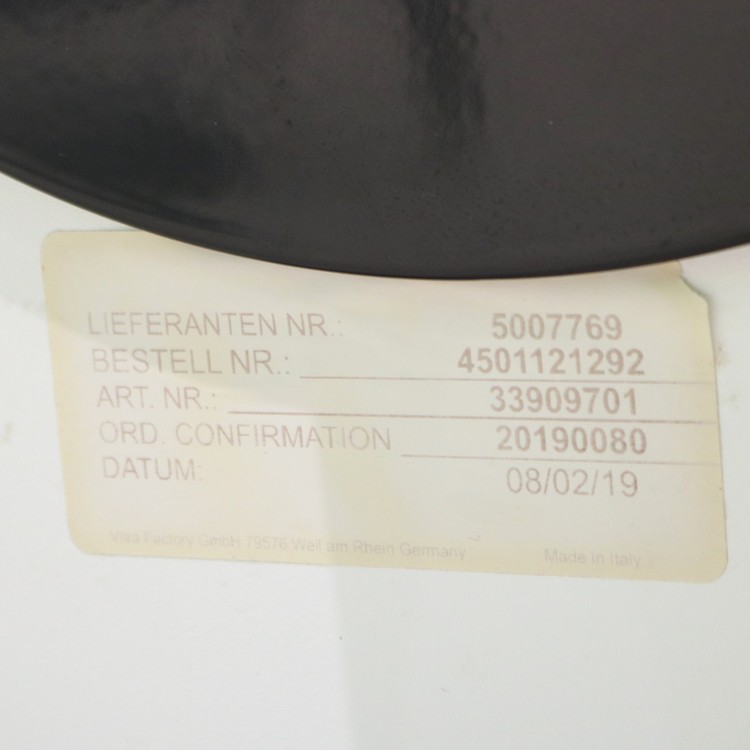 LIEFERANTEN NR.: 5007769
BESTELL NR.: 4501121292
ART. NR.: 33909701
ORD. CONFIRMATION 20190080
DATUM: 08/02/19
Vitra Factory GmbH 79576 Weil am Rhein Germany Made in Italy